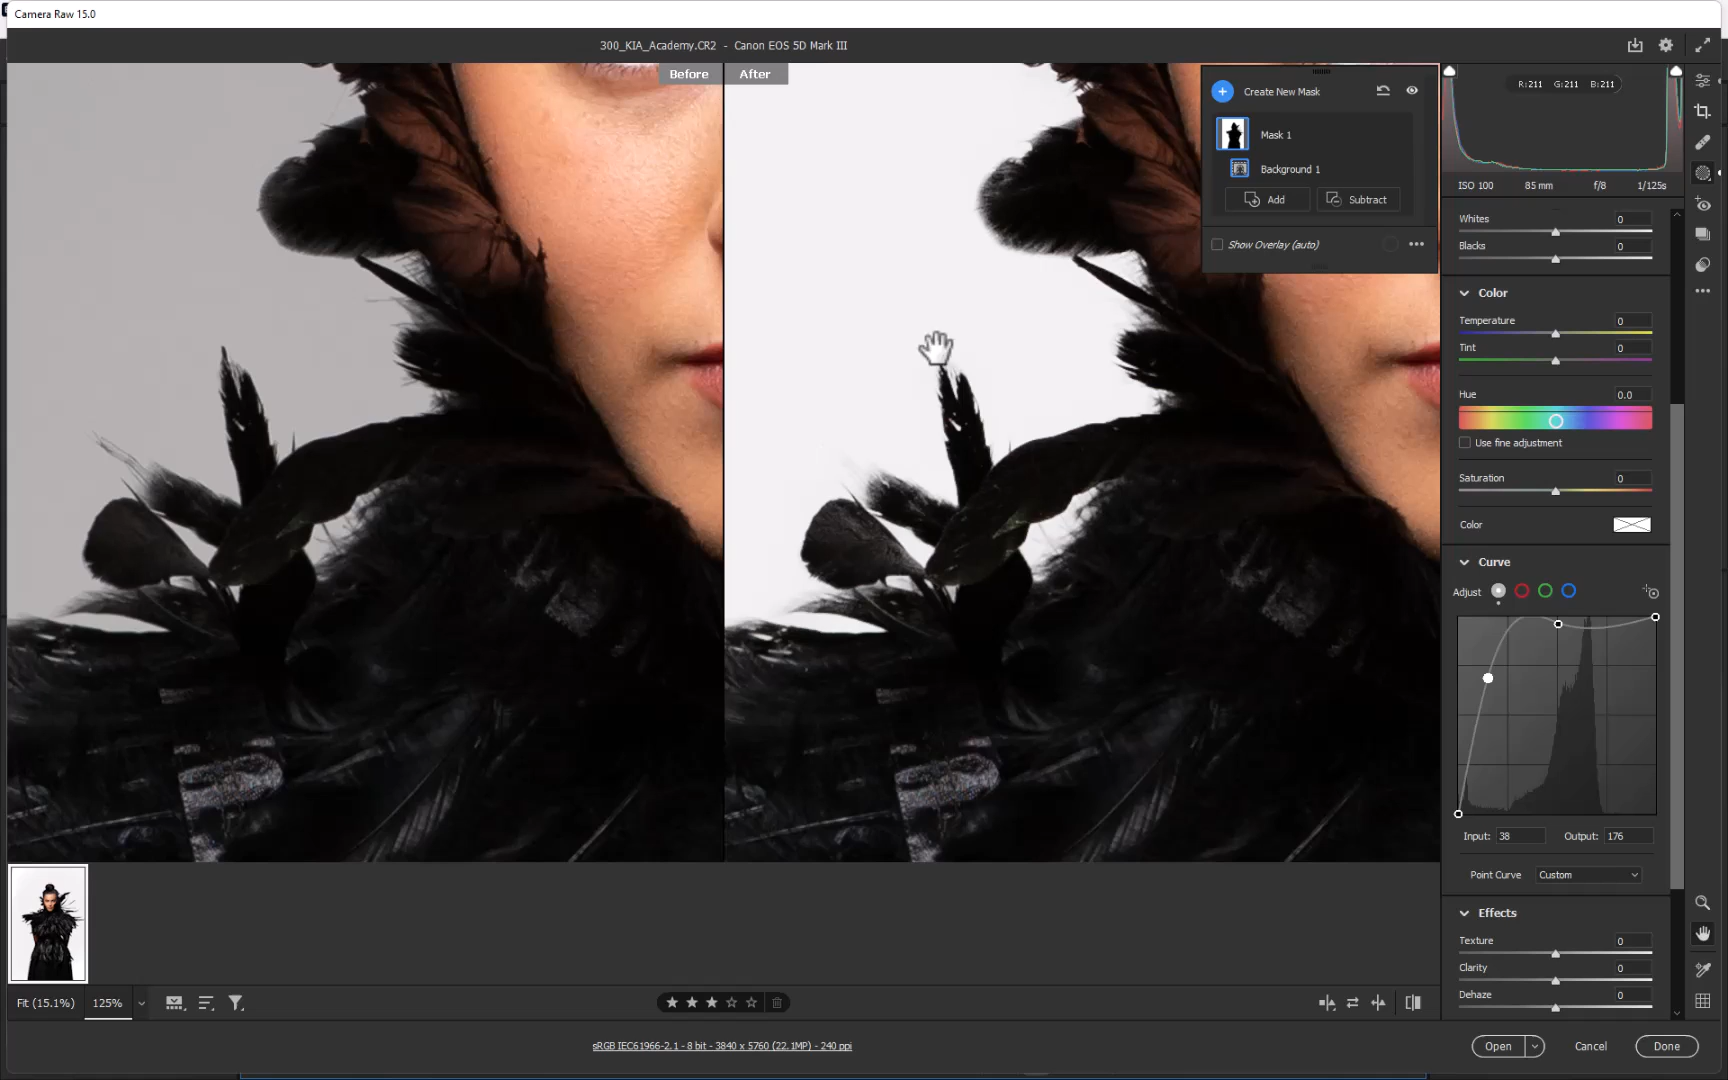 Camera Raw 15.0
300_KIA_Academy.CR2 - Canon EOS 5D Mark III
Before After
Create New Mask
Mask 1
Background 1
Add Subtract
Show Overlay (auto)
R:211 G:211 B:211
ISO 100 85 mm f/8 1/125s
Whites 0
Blacks 0
Color
Temperature 0
Tint 0
Hue 0.0
Use fine adjustment
Saturation 0
Color
Curve
Adjust
Input: 38 Output: 176
Point Curve Custom
Effects
Texture 0
Clarity 0
Dehaze 0
Fit (15.1%) 125%
sRGB IEC61966-2.1 - 8 bit - 3840 x 5760 (22.1MP) - 240 ppi
Open Cancel Done